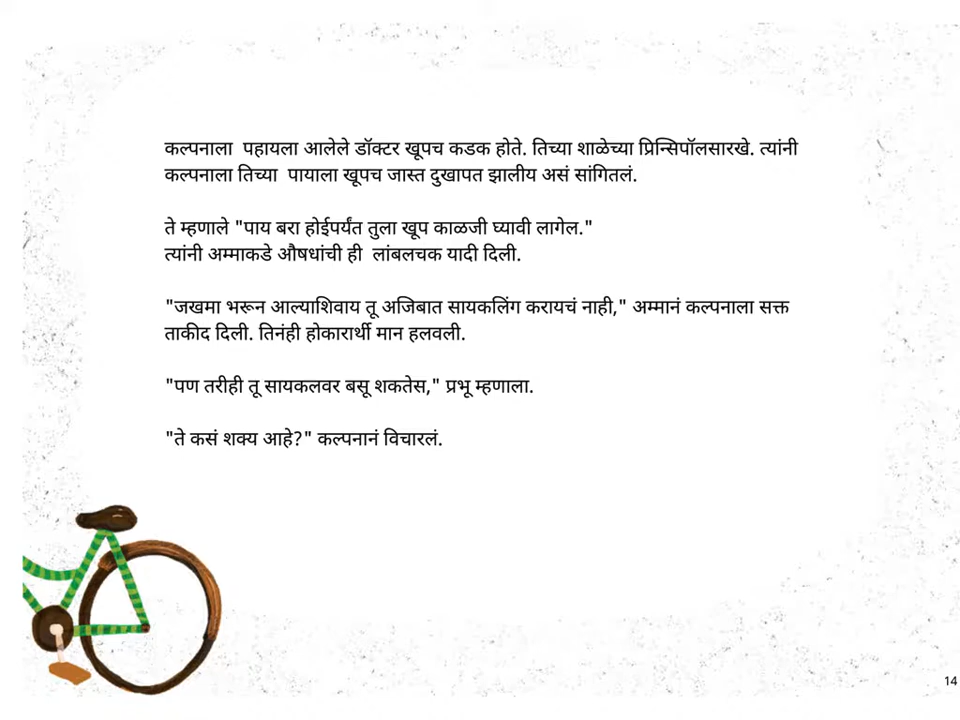 कल्पनाला  पहायला आलेले डॉक्टर खूपच कडक होते. तिच्या शाळेच्या प्रिन्सिपॉलसारखे. त्यांनी
कल्पनाला तिच्या  पायाला खूपच जास्त दुखापत झालीय असं सांगितलं.
ते म्हणाले "पाय बरा होईपर्यंत तुला खूप काळजी घ्यावी लागेल."
त्यांनी अम्माकडे औषधांची ही  लांबलचक यादी दिली.
"जखमा भरून आल्याशिवाय तू अजिबात सायकलिंग करायचं नाही," अम्मानं कल्पनाला सक्त
ताकीद दिली. तिनंही होकारार्थी मान हलवली.
"पण तरीही तू सायकलवर बसू शकतेस," प्रभू म्हणाला.
"ते कसं शक्य आहे?" कल्पनानं विचारलं.
14